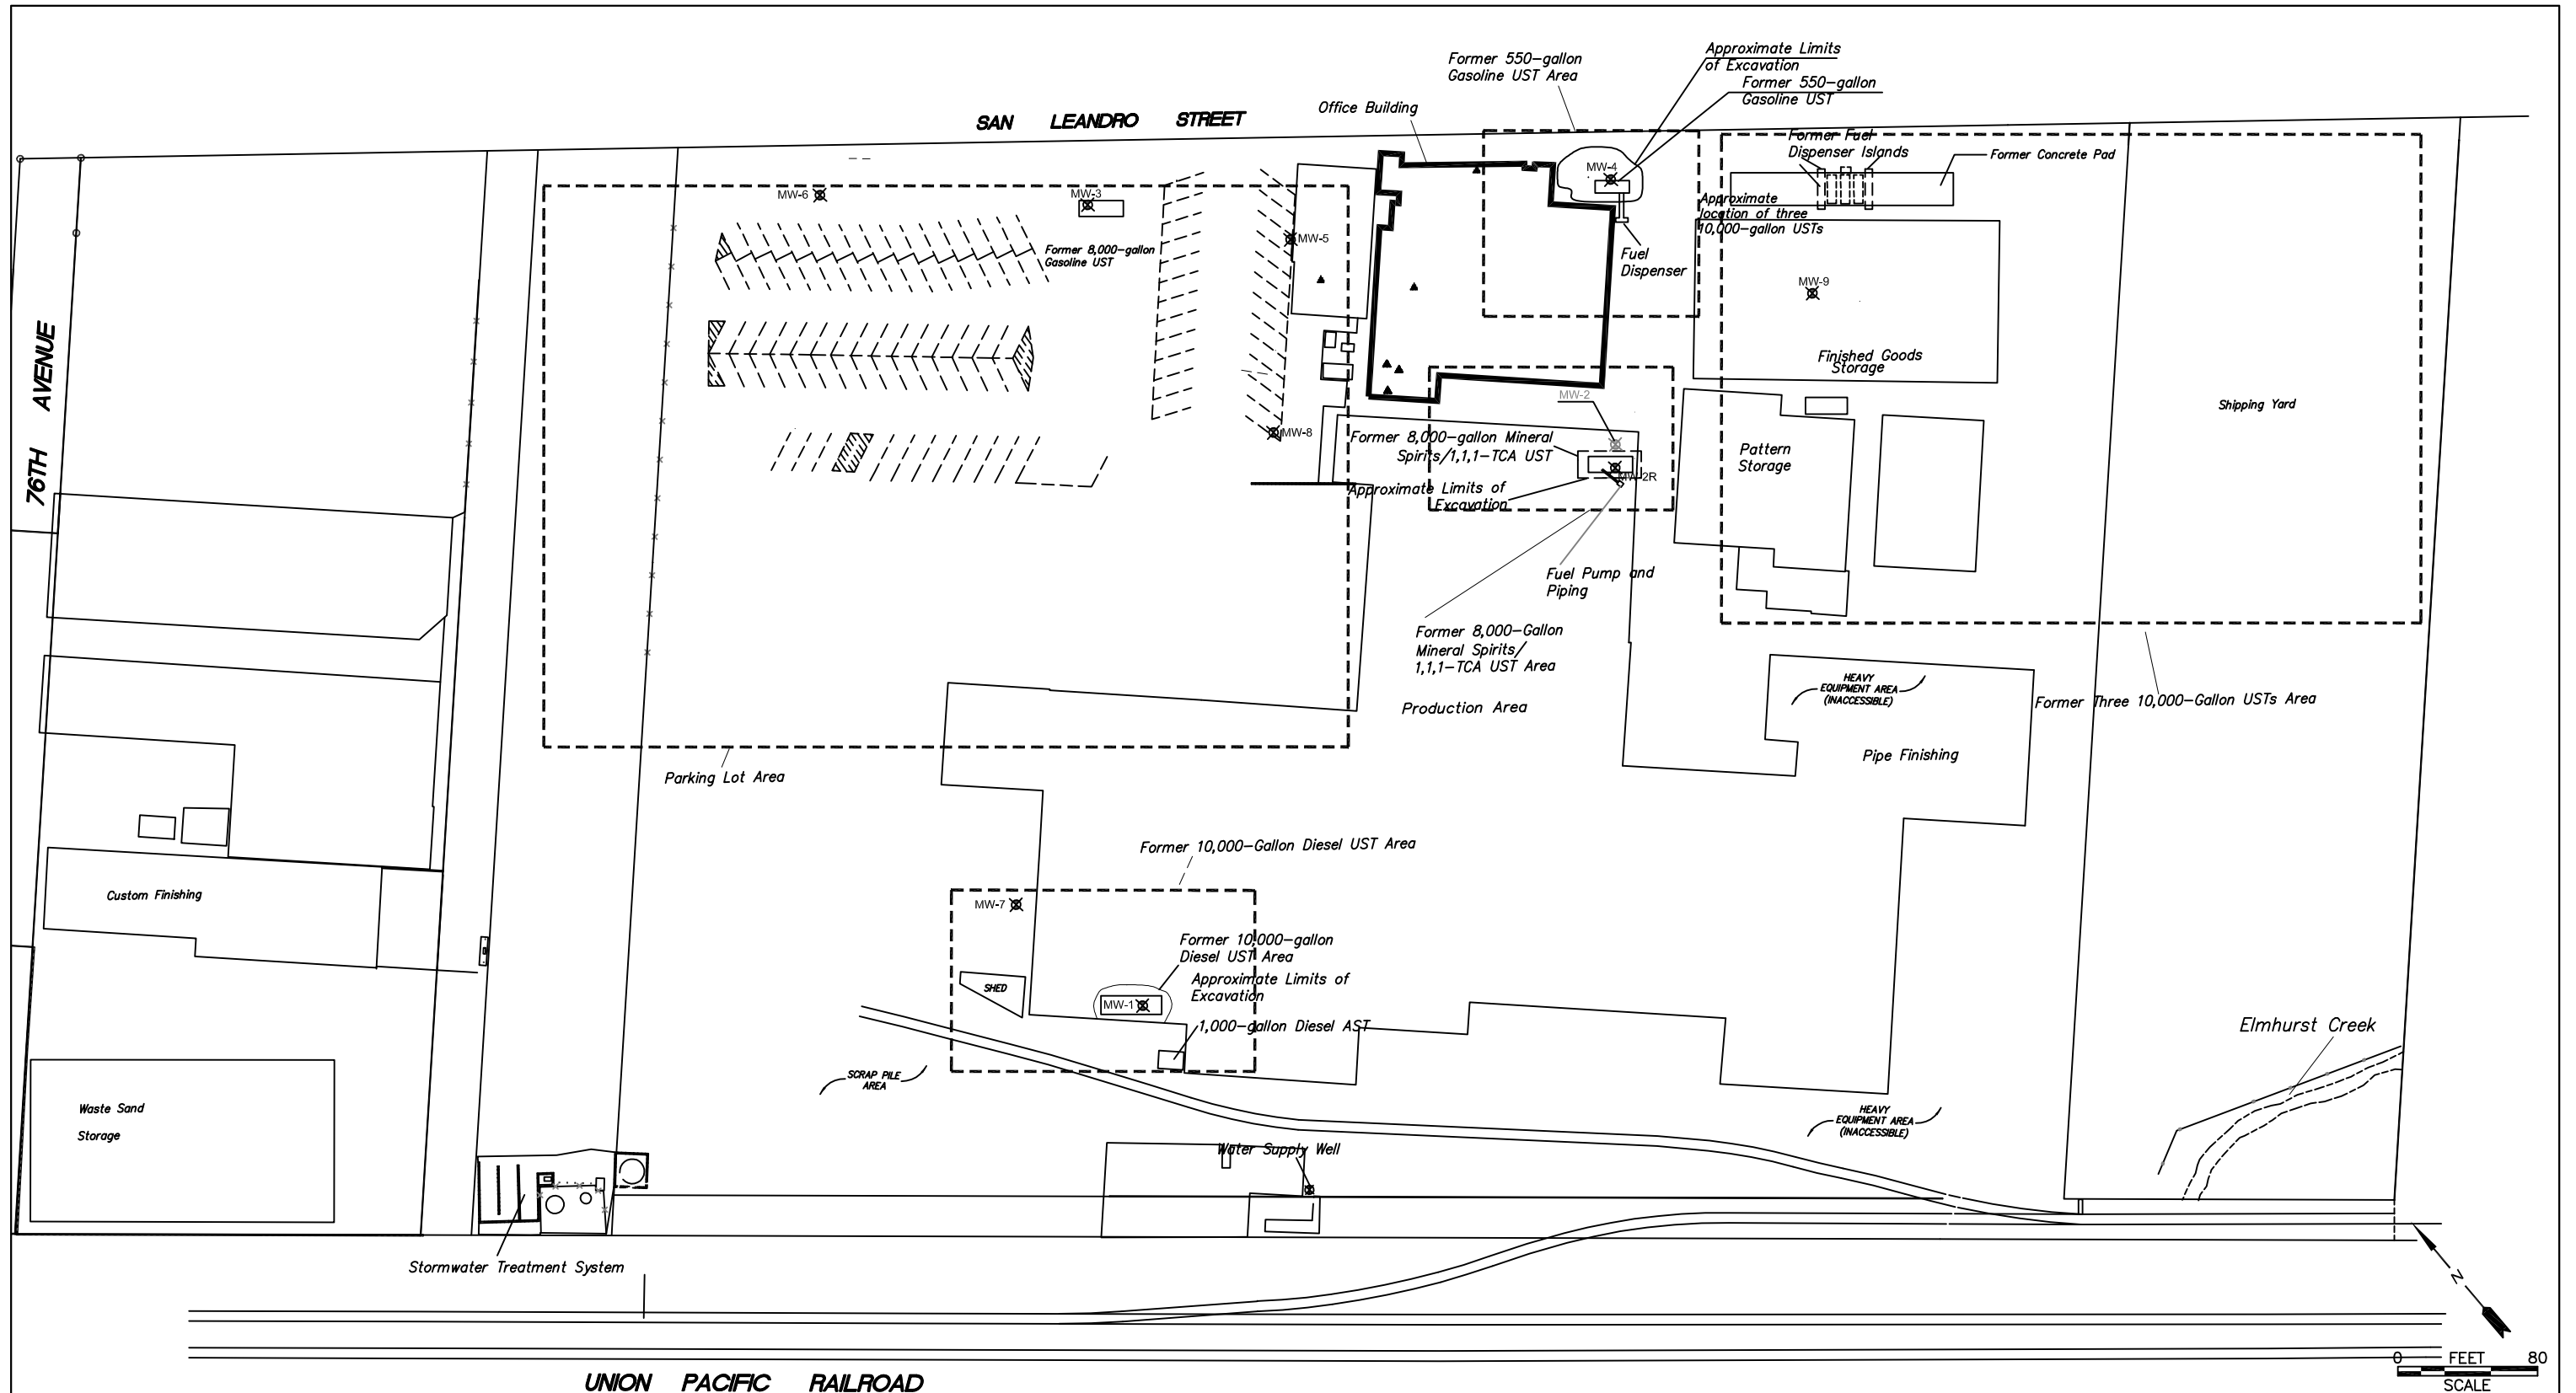 Approximate Limits
of Excavation
Former 550-gallon
Gasoline UST Area
Former 550-gallon
Gasoline UST
Office Building
SAN LEANDRO STREET
Former Fuel
Dispenser Islands
Former Concrete Pad
MW-4
MW-6
MW-3
Approximate
location of three
10,000-gallon USTs
MW-5
Former 8,000-gallon
Gasoline UST
Fuel
Dispenser
MW-9
76TH AVENUE
Finished Goods
Storage
Shipping Yard
MW-2
MW-8
Former 8,000-gallon Mineral
Spirits/1,1,1-TCA UST
Pattern
Storage
MW-2R
Approximate Limits of
Excavation
Fuel Pump and
Piping
Former 8,000-Gallon
Mineral Spirits/
1,1,1-TCA UST Area
HEAVY
EQUIPMENT AREA
(INACCESSIBLE)
Former Three 10,000-Gallon USTs Area
Production Area
Pipe Finishing
Parking Lot Area
Former 10,000-Gallon Diesel UST Area
Custom Finishing
MW-7
Former 10,000-gallon
Diesel UST Area
Approximate Limits of
Excavation
SHED
MW-1
1,000-gallon Diesel AST
Elmhurst Creek
SCRAP PILE
AREA
Waste Sand
Storage
HEAVY
EQUIPMENT AREA
(INACCESSIBLE)
Water Supply Well
Stormwater Treatment System
N
0 FEET 80
SCALE
UNION PACIFIC RAILROAD